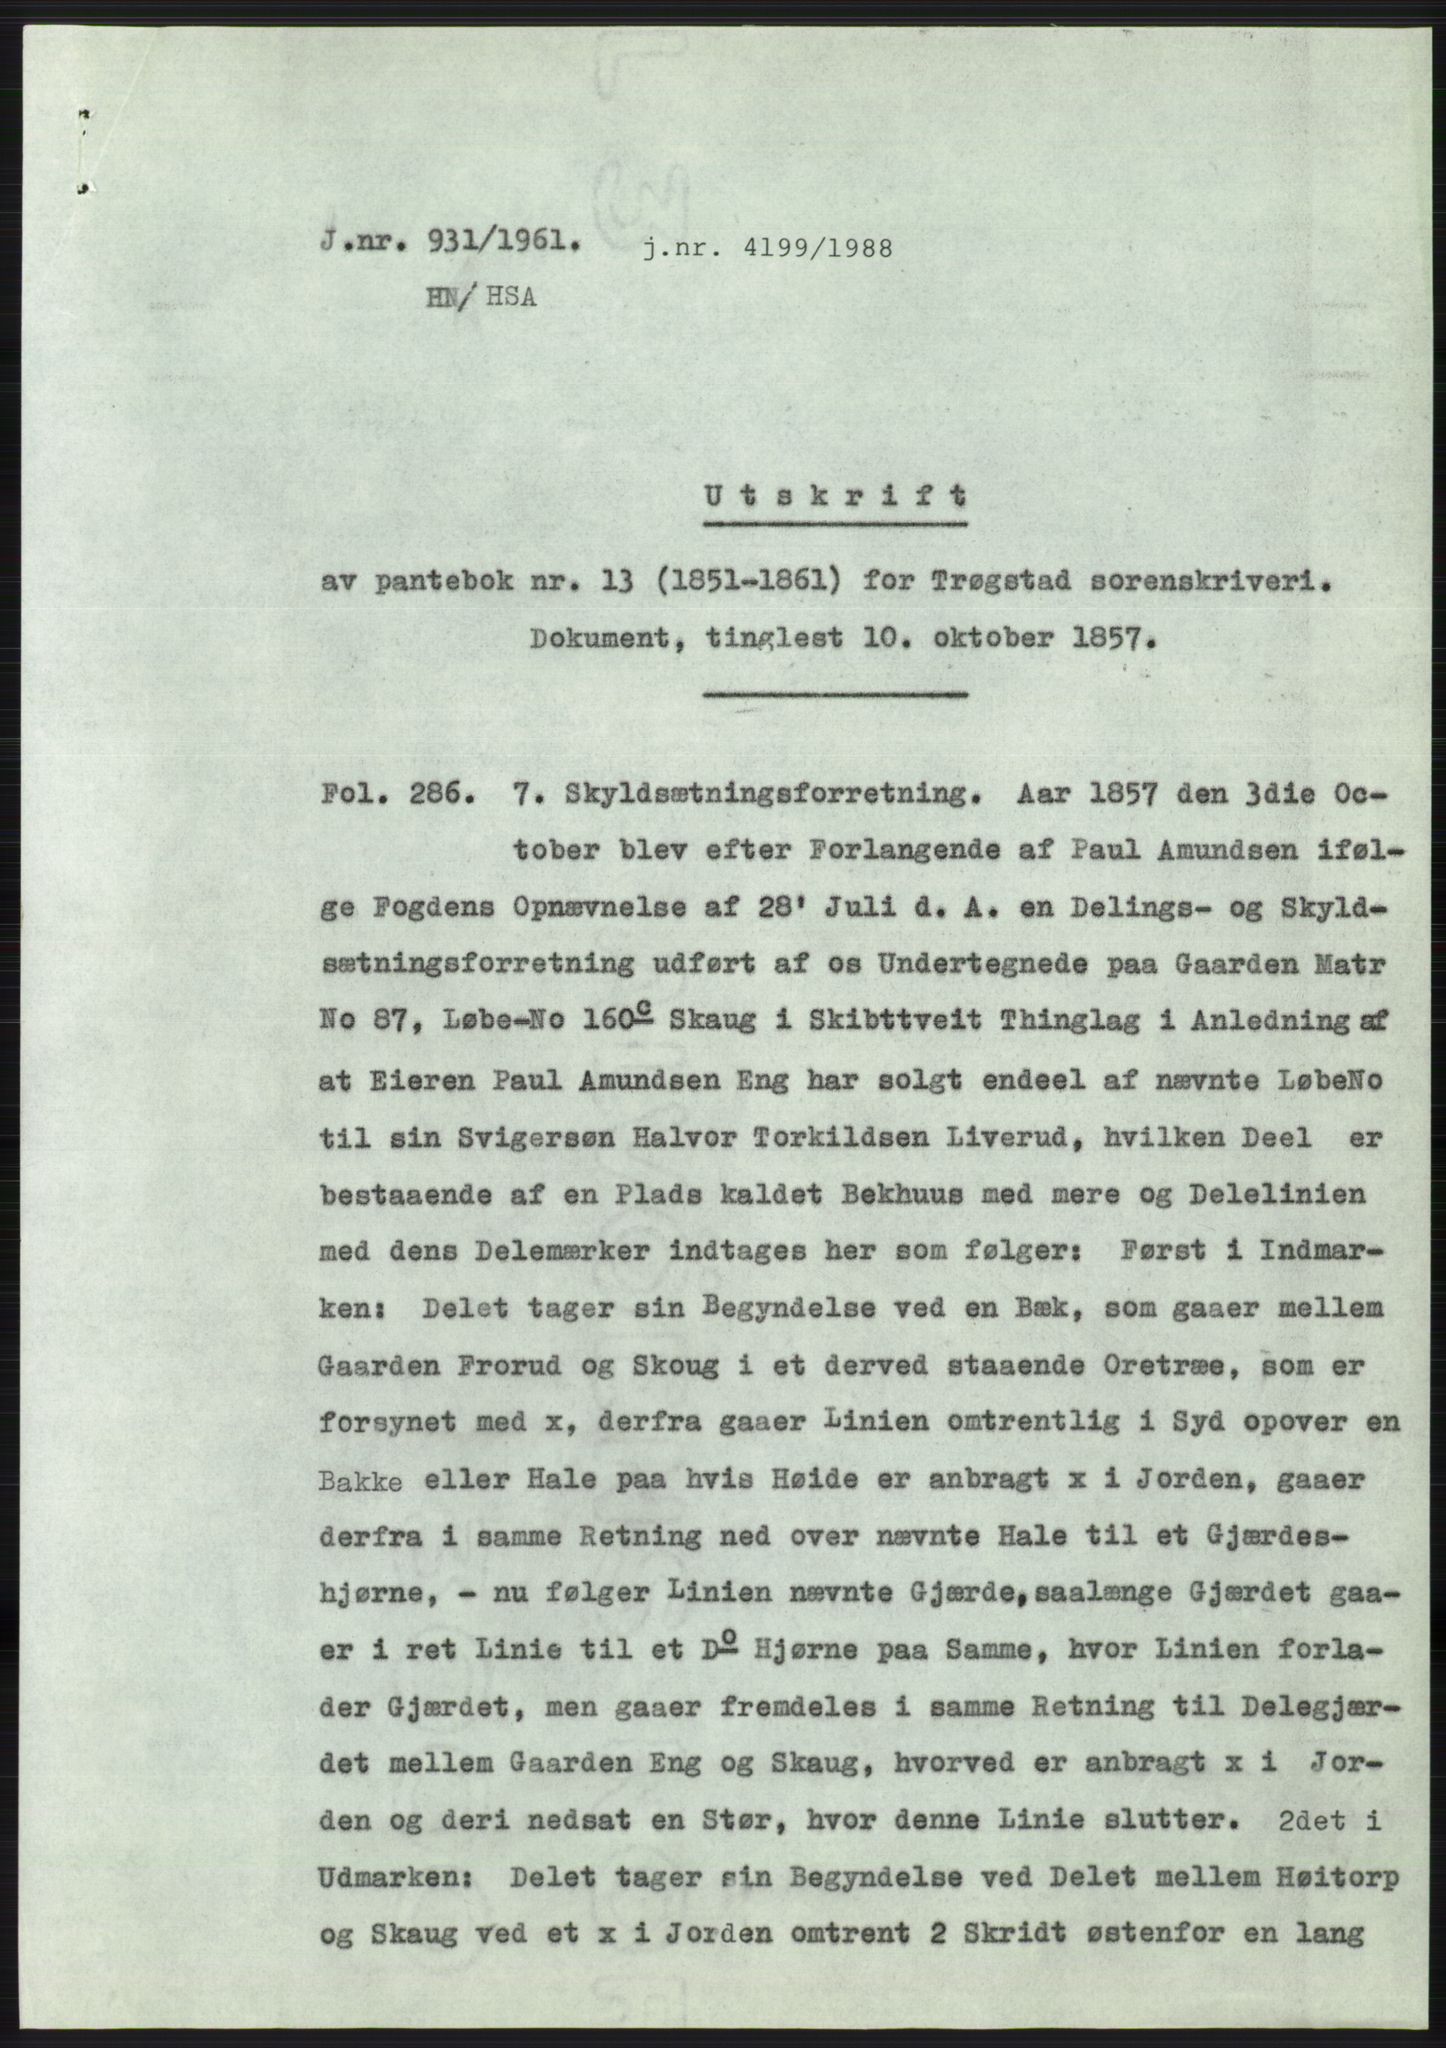 J.nr. 931/1961. j.nr. 4199/1988
HN/ HSA
U t s k r i f t
av pantebok nr. 13 (1851-1861) for Trøgstad sorenskriveri.
Dokument, tinglest 10. oktober 1857.
Fol. 286. 7. Skyldsætningsforretning. Aar 1857 den 3die Oc-
tober blev efter Forlangende af Paul Amundsen iføl-
ge Fogdens Opnævnelse af 28' Juli d. A. en Delings- og Skyld-
sætningsforretning udført af os Undertegnede paa Gaarden Matr
No 87, Løbe-No 160c Skaug i Skibttveit Thinglag i Anledning af
at Eieren Paul Amundsen Eng har solgt endeel af nævnte LøbeNo
til sin Svigersøn Halvor Torkildsen Liverud, hvilken Deel er
bestaaende af en Plads kaldet Bekhuus med mere og Delelinien
med dens Delemærker indtages her som følger: Først i Indmar-
ken: Delet tager sin Begyndelse ved en Bæk, som gaaer mellem
Gaarden Frorud og Skoug i et derved staaende Oretræe, som er
forsynet med x, derfra gaaer Linien omtrentlig i Syd opover en
Bakke eller Hale paa hvis Høide er anbragt x i Jorden, gaaer
derfra i samme Retning ned over nævnte Hale til et Gjærdes-
hjørne, - nu følger Linien nævnte Gjærde, saalænge Gjærdet gaa-
er i ret Linie til et Do Hjørne paa Samme, hvor Linien forla-
der Gjærdet, men gaaer fremdeles i samme Retning til Delegjær-
det mellem Gaarden Eng og Skaug, hvorved er anbragt x i Jor-
den og deri nedsat en Stør, hvor denne Linie slutter. 2det i
Udmarken: Delet tager sin Begyndelse ved Delet mellem Høitorp
og Skaug ved et x i Jorden omtrent 2 Skridt østenfor en lang